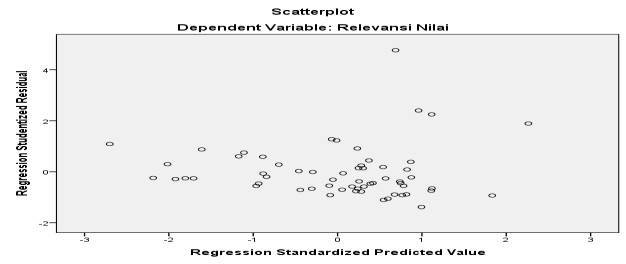 Scatterplot
Dependent Variable: Relevansi Nilai
Regression Studentized Residual
4
2
0
-2
-3
-2
-1
0
1
2
3
Regression Standardized Predicted Value